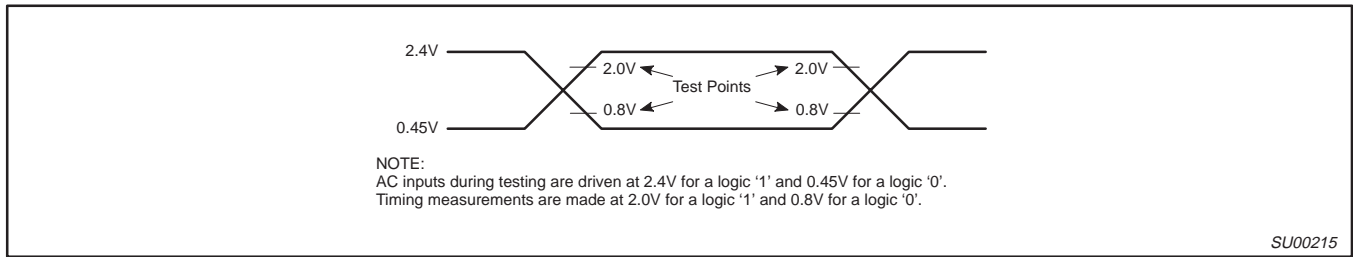 2.4V
2.0V
2.0V
Test Points
0.8V
0.8V
0.45V
NOTE:
AC inputs during testing are driven at 2.4V for a logic ‘1’ and 0.45V for a logic ‘0’.
Timing measurements are made at 2.0V for a logic ‘1’ and 0.8V for a logic ‘0’.
SU00215